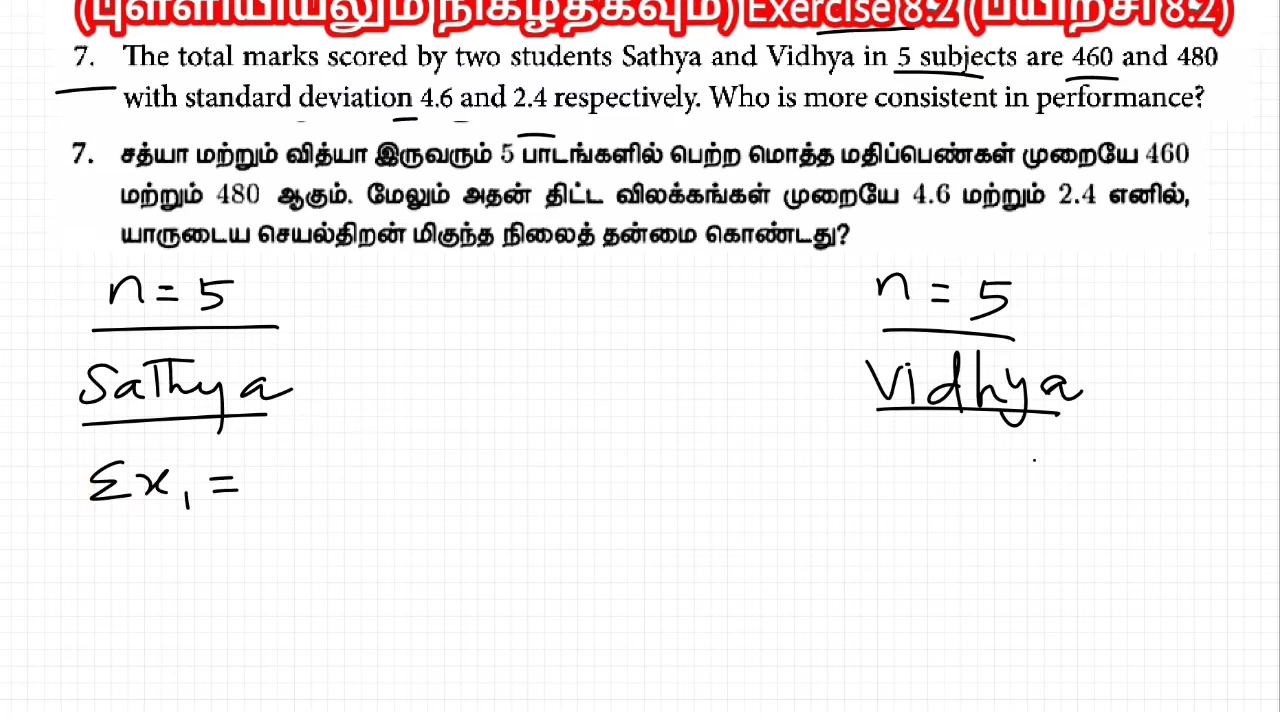 (புள்ளியியலும் நிகழ்தகவும்) Exercise 8.2 (பயிற்சி 8.2)
7. The total marks scored by two students Sathya and Vidhya in 5 subjects are 460 and 480
with standard deviation 4.6 and 2.4 respectively. Who is more consistent in performance?
7. சத்யா மற்றும் வித்யா இருவரும் 5 பாடங்களில் பெற்ற மொத்த மதிப்பெண்கள் முறையே 460
மற்றும் 480 ஆகும். மேலும் அதன் திட்ட விலக்கங்கள் முறையே 4.6 மற்றும் 2.4 எனில்,
யாருடைய செயல்திறன் மிகுந்த நிலைத் தன்மை கொண்டது?
n = 5 n = 5
Sathya Vidhya
Σx₁ =